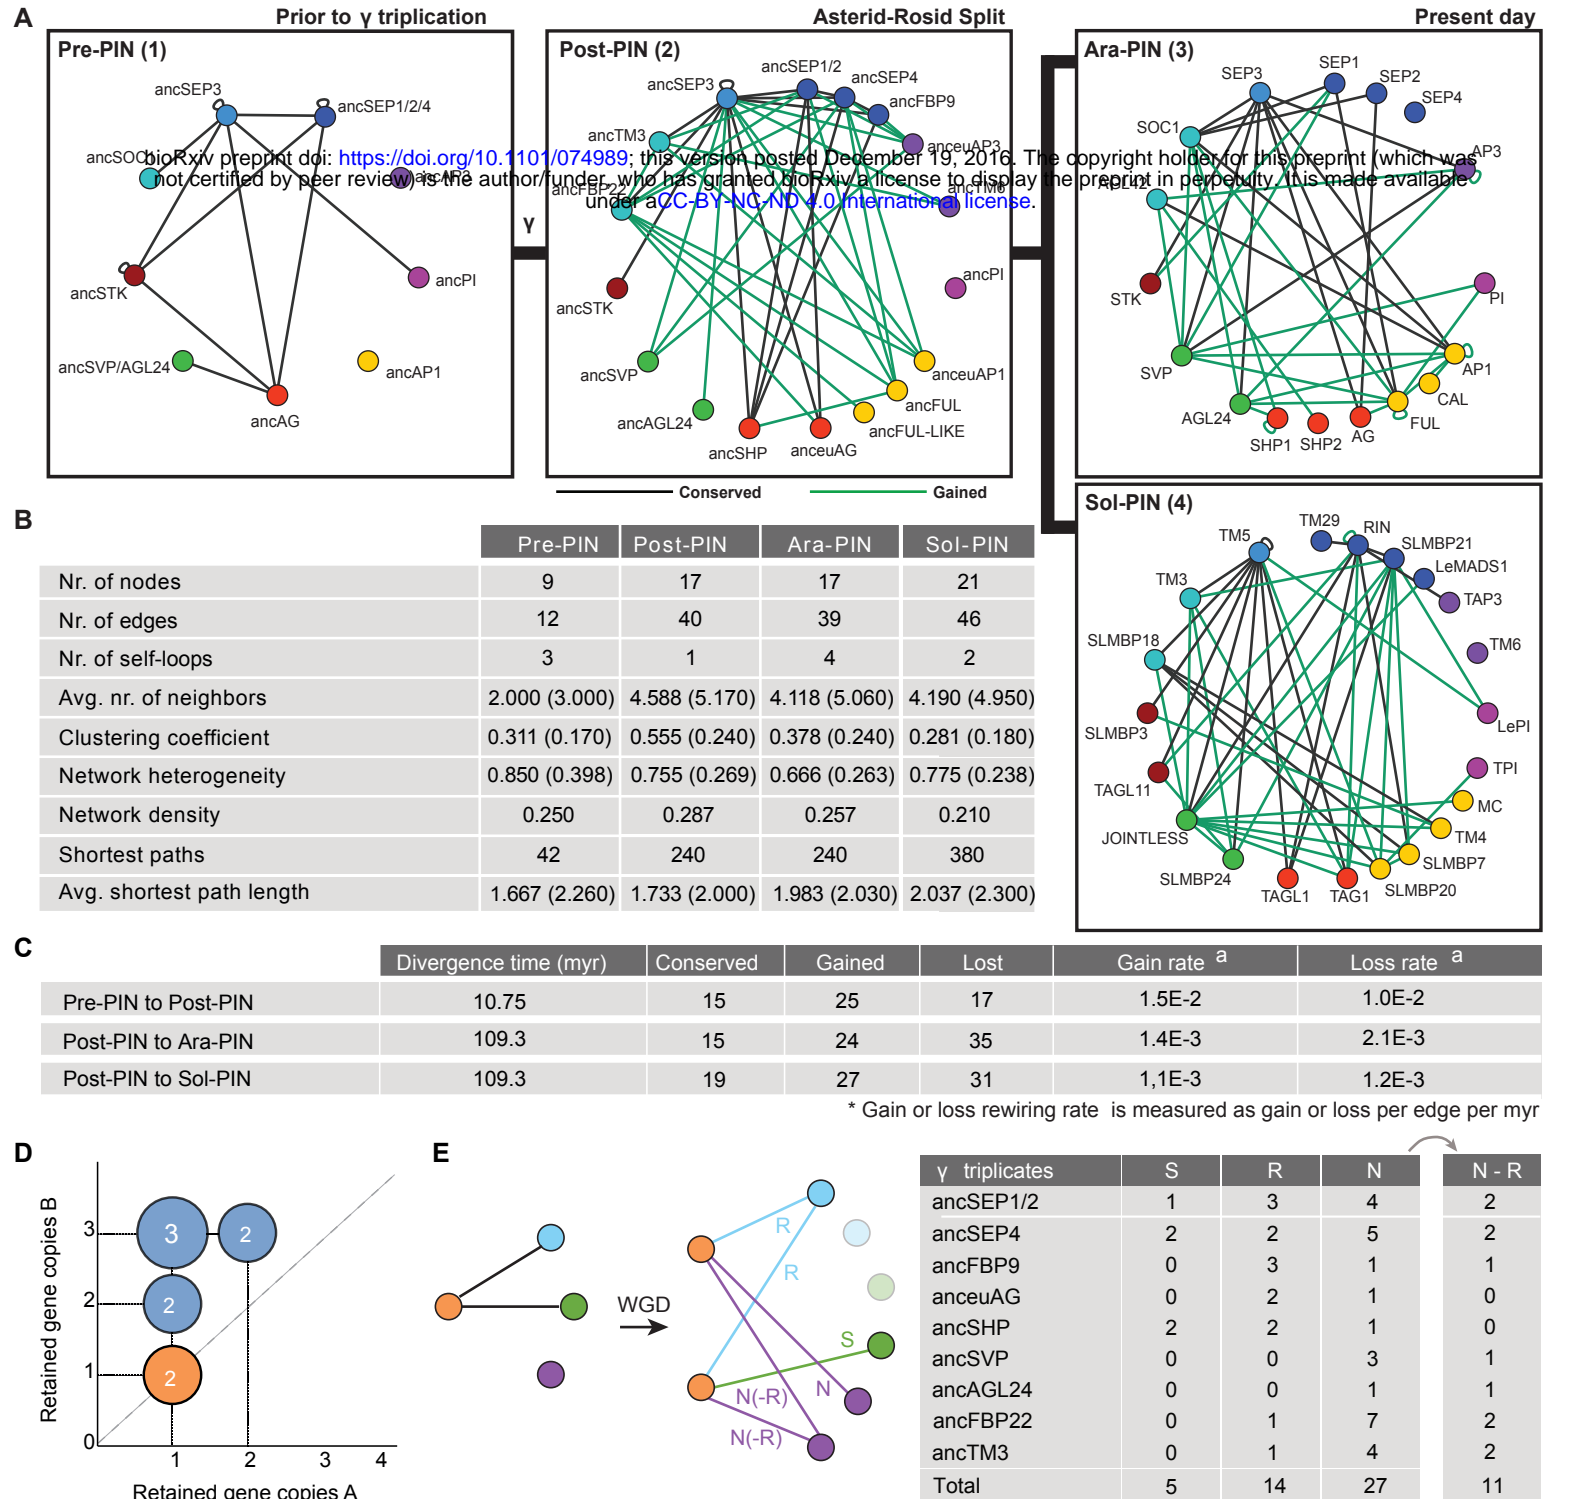 A
Prior to γ triplication
Asterid-Rosid Split
Present day
Pre-PIN (1)
ancSEP3
ancSEP1/2/4
ancSTK
ancPI
ancSVP/AGL24
ancAP1
ancAG
γ
Post-PIN (2)
ancSEP3
ancSEP1/2
ancSEP4
ancFBP9
ancTM3
anceuAP3
ancFBP22
ancTM6
ancSTK
ancPI
ancSVP
anceuAP1
ancAGL24
ancFUL
ancFUL-LIKE
ancSHP
anceuAG
Conserved
Gained
Ara-PIN (3)
SEP3
SEP1
SEP2
SEP4
SOC1
AP3
AGL42
STK
PI
SVP
AP1
CAL
AGL24
FUL
SHP1
SHP2
AG
bioRxiv preprint doi: https://doi.org/10.1101/074989; this version posted December 19, 2016. The copyright holder for this preprint (which was
not certified by peer review) is the author/funder, who has granted bioRxiv a license to display the preprint in perpetuity. It is made available
under aCC-BY-NC-ND 4.0 International license.
Sol-PIN (4)
TM5
TM29
RIN
SLMBP21
LeMADS1
TM3
TAP3
SLMBP18
TM6
SLMBP3
LePI
TAGL11
TPI
MC
JOINTLESS
TM4
SLMBP7
SLMBP24
SLMBP20
TAGL1
TAG1
B
Pre-PIN Post-PIN Ara-PIN Sol-PIN
Nr. of nodes 9 17 17 21
Nr. of edges 12 40 39 46
Nr. of self-loops 3 1 4 2
Avg. nr. of neighbors 2.000 (3.000) 4.588 (5.170) 4.118 (5.060) 4.190 (4.950)
Clustering coefficient 0.311 (0.170) 0.555 (0.240) 0.378 (0.240) 0.281 (0.180)
Network heterogeneity 0.850 (0.398) 0.755 (0.269) 0.666 (0.263) 0.775 (0.238)
Network density 0.250 0.287 0.257 0.210
Shortest paths 42 240 240 380
Avg. shortest path length 1.667 (2.260) 1.733 (2.000) 1.983 (2.030) 2.037 (2.300)
C
Divergence time (myr) Conserved Gained Lost Gain rate a Loss rate a
Pre-PIN to Post-PIN 10.75 15 25 17 1.5E-2 1.0E-2
Post-PIN to Ara-PIN 109.3 15 24 35 1.4E-3 2.1E-3
Post-PIN to Sol-PIN 109.3 19 27 31 1,1E-3 1.2E-3
* Gain or loss rewiring rate is measured as gain or loss per edge per myr
D
Retained gene copies B
3
2
1
0
3
2
2
2
1 2 3 4
Retained gene copies A
E
WGD
R
R
S
N
N(-R)
N(-R)
γ triplicates S R N N - R
ancSEP1/2 1 3 4 2
ancSEP4 2 2 5 2
ancFBP9 0 3 1 1
anceuAG 0 2 1 0
ancSHP 2 2 1 0
ancSVP 0 0 3 1
ancAGL24 0 0 1 1
ancFBP22 0 1 7 2
ancTM3 0 1 4 2
Total 5 14 27 11